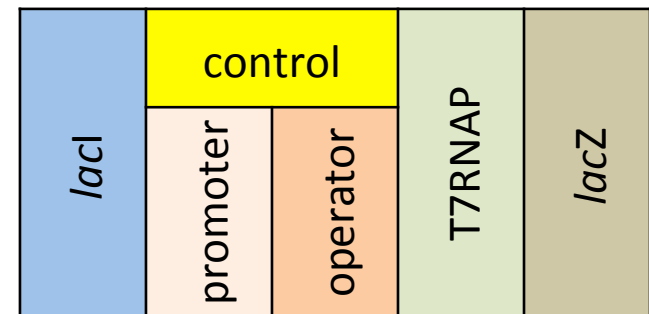 lacI
control
promoter
operator
T7RNAP
lacZ